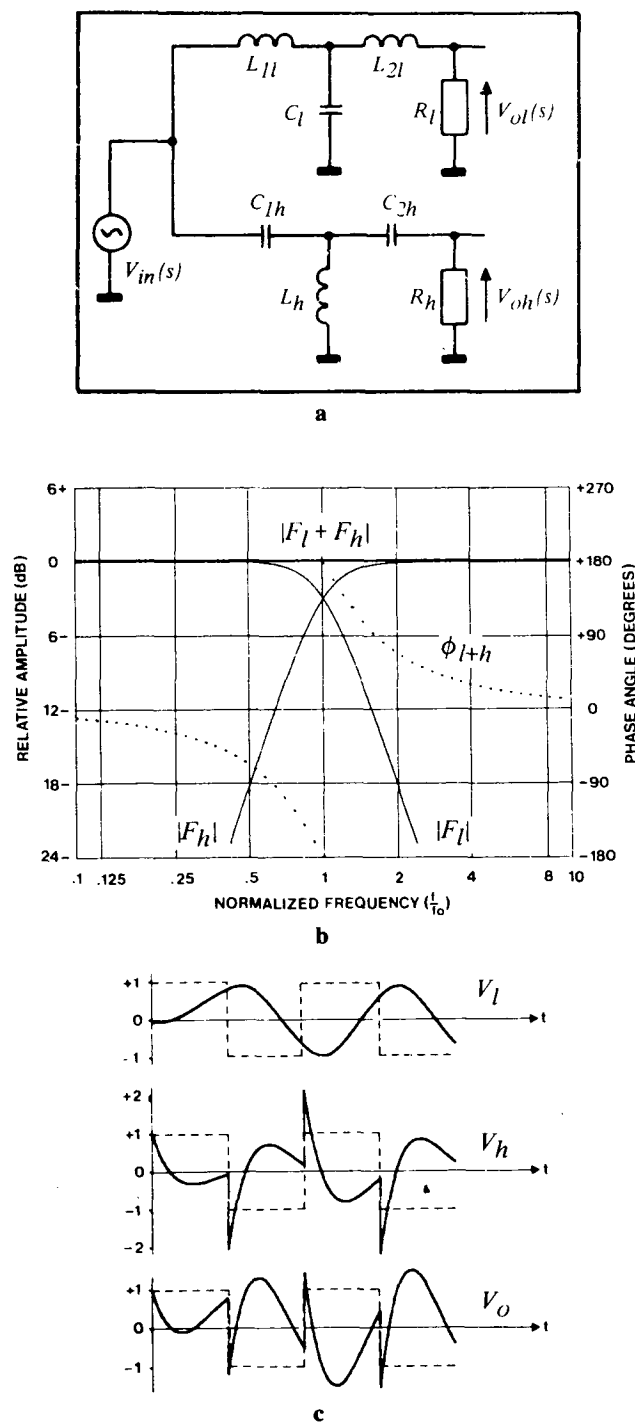 L1l L2l
Cl Rl Vol(s)
C1h C2h
Vin(s) Lh Rh Voh(s)
a
6+ +270
|Fl + Fh|
0 +180
6- +90
ϕl+h
12- 0
18- -90
|Fh| |Fl|
24- -180
.1 .125 .25 .5 1 2 4 8 10
RELATIVE AMPLITUDE (dB)
PHASE ANGLE (DEGREES)
NORMALIZED FREQUENCY (f/fo)
b
+1 Vl
0 t
-1
+2
+1 Vh
0 t
-1
-2
+1 Vo
0 t
-1
c